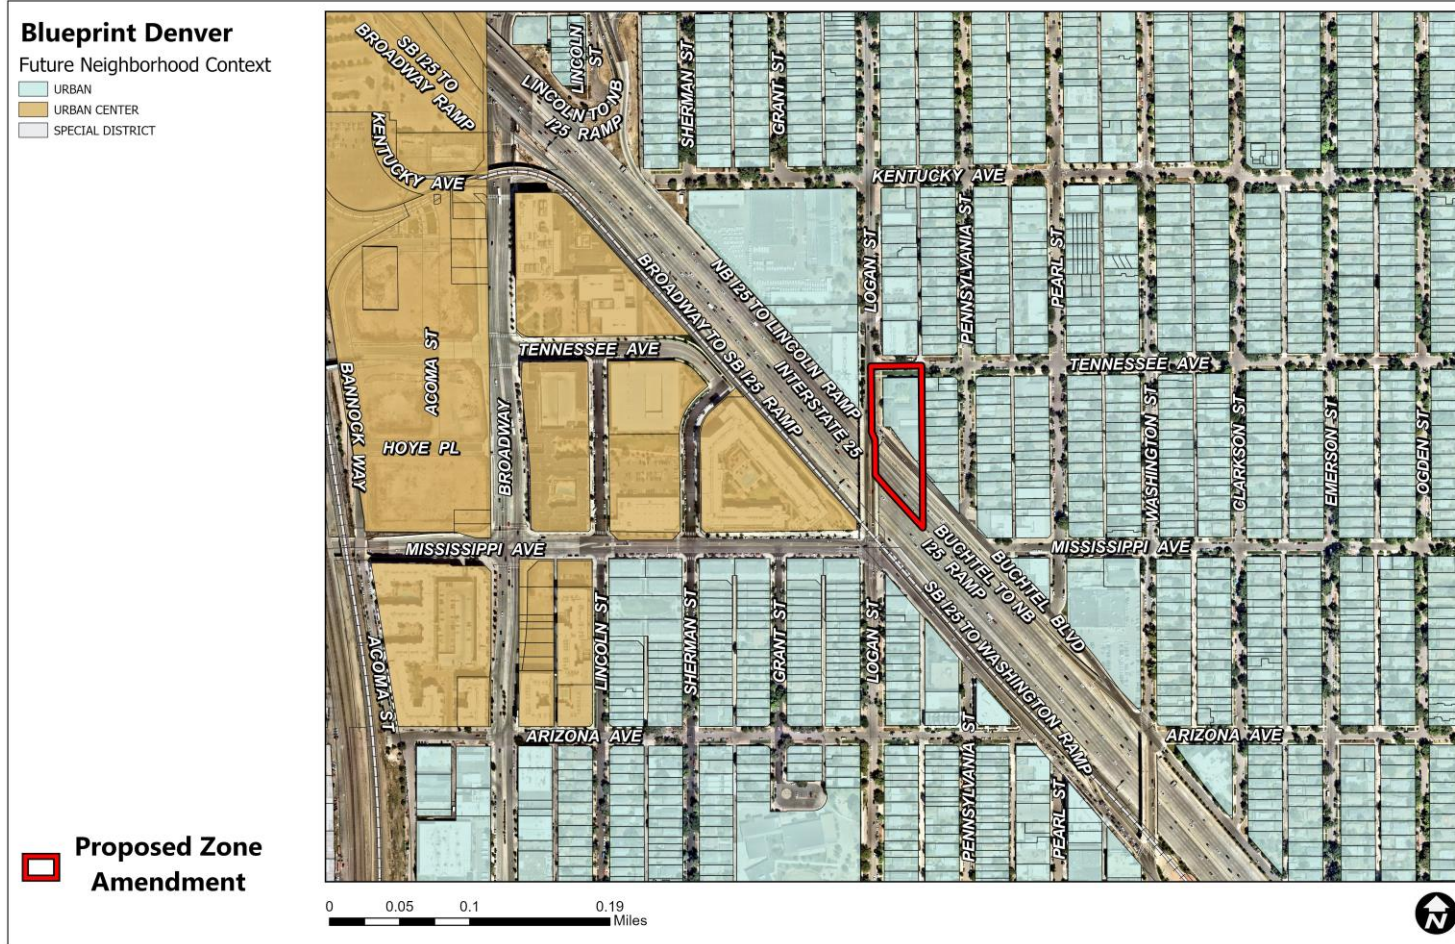 Blueprint Denver
Future Neighborhood Context
URBAN
URBAN CENTER
SPECIAL DISTRICT
SB I25 TO
BROADWAY RAMP
LINCOLN
ST
LINCOLN TO NB
I25 RAMP
SHERMAN ST
GRANT ST
KENTUCKY AVE
KENTUCKY AVE
LOGAN ST
PENNSYLVANIA ST
PEARL ST
NB I25 TO LINCOLN RAMP
BROADWAY TO SB I25 RAMP
INTERSTATE 25
ACOMA ST
TENNESSEE AVE
TENNESSEE AVE
BANNOCK WAY
BROADWAY
HOYE PL
WASHINGTON ST
CLARKSON ST
EMERSON ST
OGDEN ST
MISSISSIPPI AVE
MISSISSIPPI AVE
BUCHTEL BLVD
BUCHTEL TO NB
I25 RAMP
SB I25 TO WASHINGTON RAMP
ACOMA ST
LINCOLN ST
SHERMAN ST
GRANT ST
LOGAN ST
PENNSYLVANIA ST
PEARL ST
ARIZONA AVE
ARIZONA AVE
Proposed Zone
Amendment
0 0.05 0.1 0.19
Miles
N